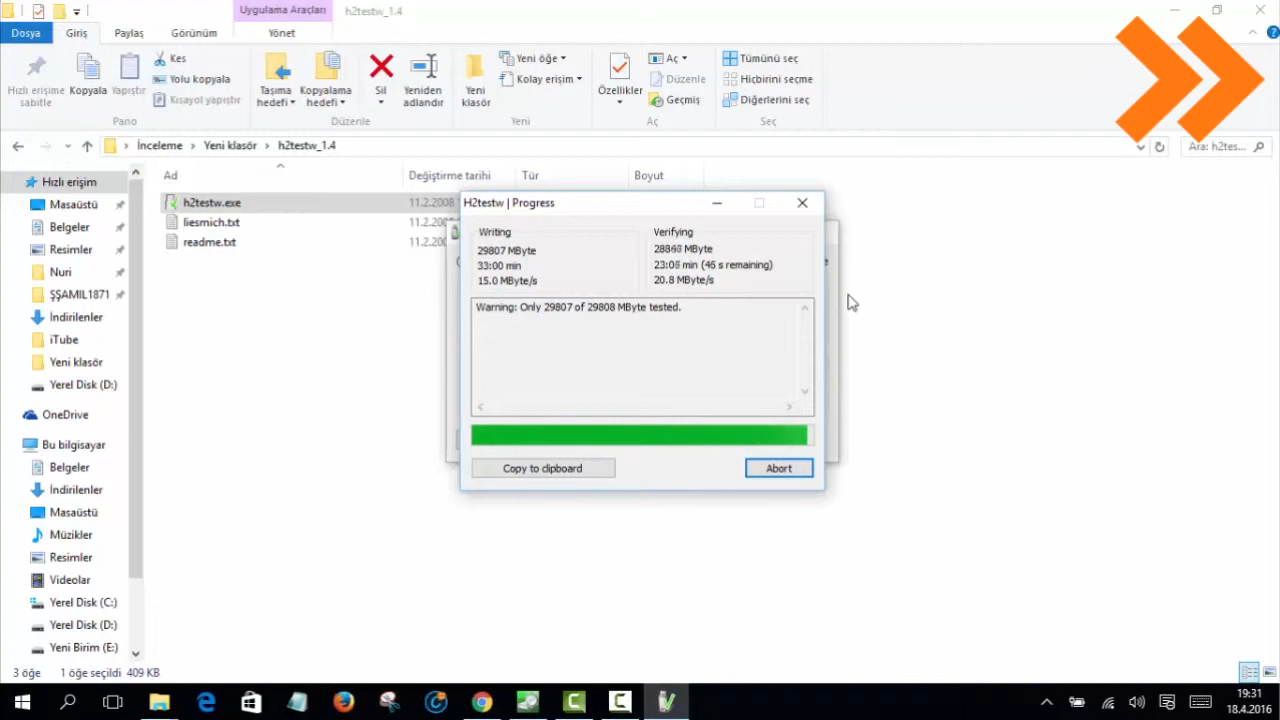 Uygulama Araçları
h2testw_1.4
Dosya
Giriş
Paylaş
Görünüm
Yönet
Hızlı erişime sabitle
Kopyala
Yapıştır
Kes
Yolu kopyala
Kısayol yapıştır
Pano
Taşıma hedefi
Kopyalama hedefi
Sil
Yeniden adlandır
Düzenle
Yeni klasör
Yeni öğe
Kolay erişim
Yeni
Özellikler
Aç
Düzenle
Geçmiş
Aç
Tümünü seç
Hiçbirini seçme
Diğerlerini seç
Seç
İnceleme
Yeni klasör
h2testw_1.4
Ara: h2tes...
Ad
Değiştirme tarihi
Tür
Boyut
h2testw.exe
11.2.2008
liesmich.txt
11.2.200
readme.txt
11.2.200
Hızlı erişim
Masaüstü
Belgeler
Resimler
Nuri
ŞŞAMIL1871
İndirilenler
iTube
Yeni klasör
Yerel Disk (D:)
OneDrive
Bu bilgisayar
Belgeler
İndirilenler
Masaüstü
Müzikler
Resimler
Videolar
Yerel Disk (C:)
Yerel Disk (D:)
Yeni Birim (E:)
H2testw | Progress
Writing
29807 MByte
33:00 min
15.0 MByte/s
Verifying
MByte
(46 s remaining)
20.8 MByte/s
Warning: Only 29807 of 29808 MByte tested.
Copy to clipboard
Abort
3 öğe
1 öğe seçildi 409 KB
19:31
18.4.2016